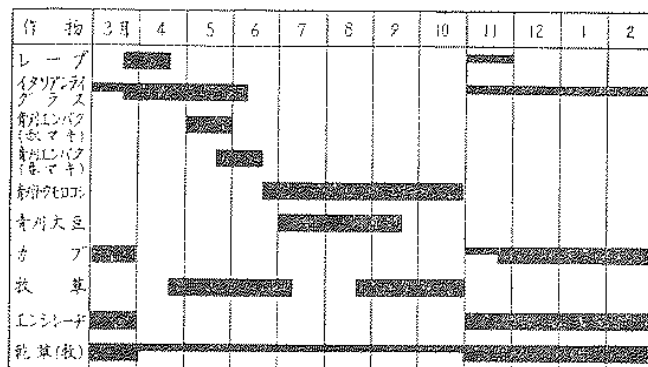 作物 3月 4 5 6 7 8 9 10 11 12 1 2
レープ
イタリアンライ
グラス
青刈エンバク
(秋マキ)
青刈エンバク
(春マキ)
青刈トウモロコシ
青刈大豆
カブ
牧草
エンシレーヂ
乾草(牧)